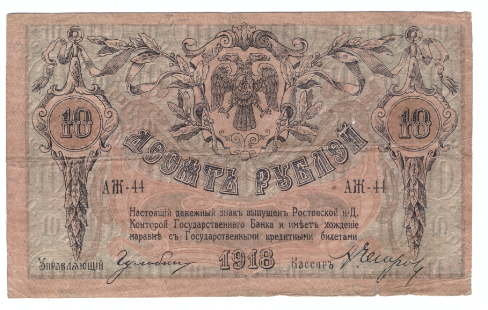 10 10
ДЕСЯТЬ РУБЛЕЙ
АЖ-44 АЖ-44
Настоящiй денежный знакъ выпущенъ Ростовской н-Д.
Конторой Государственнаго Банка и имѣетъ хожденiе
наравнѣ съ Государственными кредитными билетами
Управляющiй 1918 Кассиръ